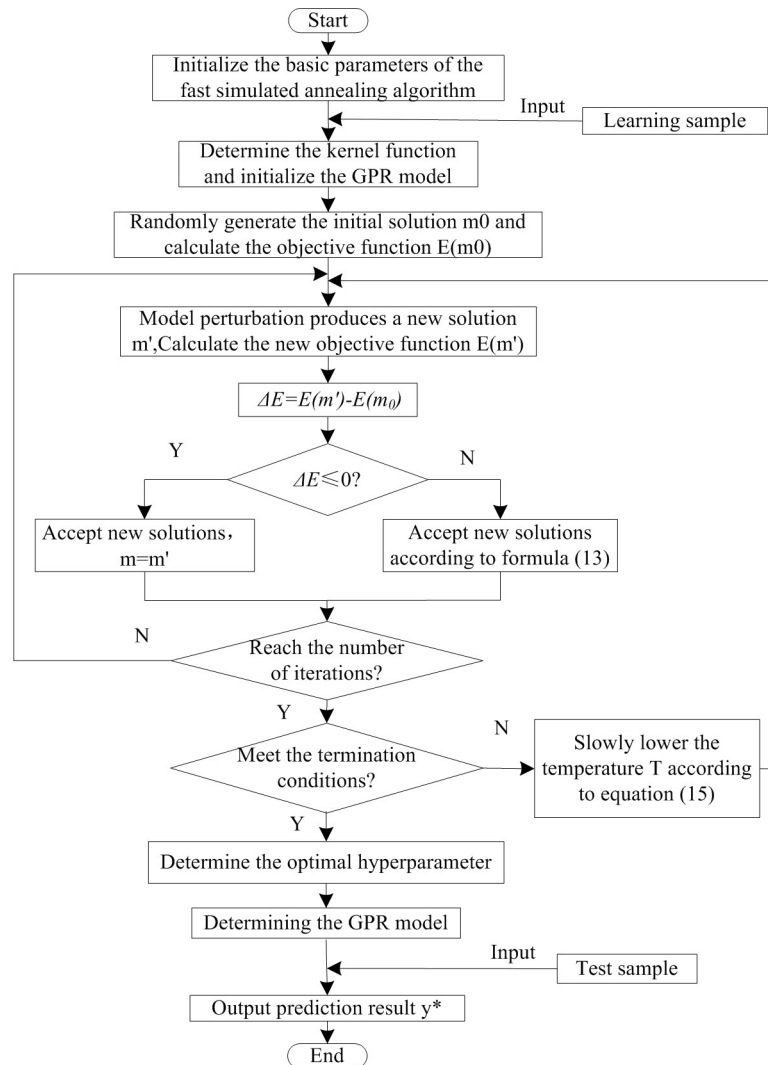 Start
Initialize the basic parameters of the
fast simulated annealing algorithm
Input
Learning sample
Determine the kernel function
and initialize the GPR model
Randomly generate the initial solution m0 and
calculate the objective function E(m0)
Model perturbation produces a new solution
m',Calculate the new objective function E(m')
ΔE=E(m')-E(m₀)
Y
N
ΔE≤0?
Accept new solutions，
m=m'
Accept new solutions
according to formula (13)
N
Reach the number
of iterations?
Y
N
Meet the termination
conditions?
Slowly lower the
temperature T according
to equation (15)
Y
Determine the optimal hyperparameter
Determining the GPR model
Input
Test sample
Output prediction result y*
End